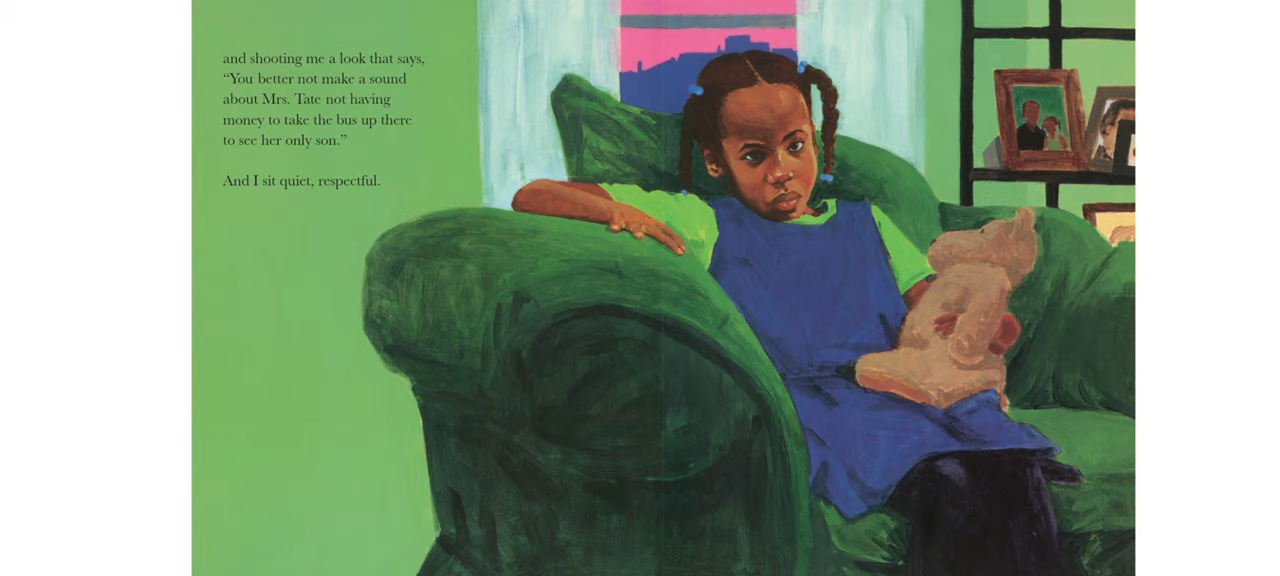 and shooting me a look that says,
“You better not make a sound
about Mrs. Tate not having
money to take the bus up there
to see her only son.”
And I sit quiet, respectful.